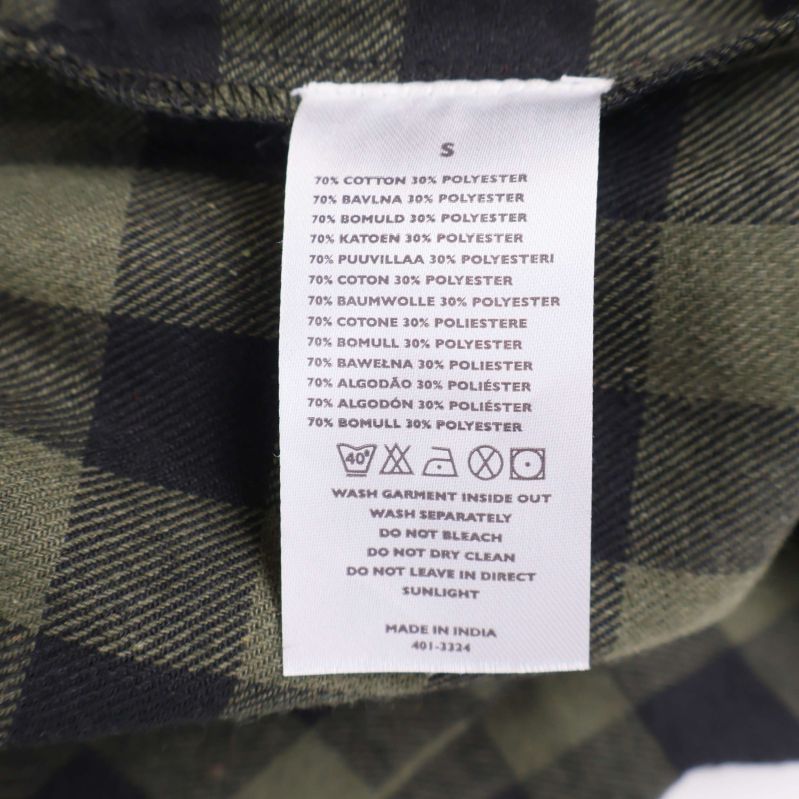 S
70% COTTON 30% POLYESTER
70% BAVLNA 30% POLYESTER
70% BOMULD 30% POLYESTER
70% KATOEN 30% POLYESTER
70% PUUVILLAA 30% POLYESTERI
70% COTON 30% POLYESTER
70% BAUMWOLLE 30% POLYESTER
70% COTONE 30% POLIESTERE
70% BOMULL 30% POLYESTER
70% BAWEŁNA 30% POLIESTER
70% ALGODÃO 30% POLIÉSTER
70% ALGODÓN 30% POLIÉSTER
70% BOMULL 30% POLYESTER
40°
WASH GARMENT INSIDE OUT
WASH SEPARATELY
DO NOT BLEACH
DO NOT DRY CLEAN
DO NOT LEAVE IN DIRECT
SUNLIGHT
MADE IN INDIA
401-3324